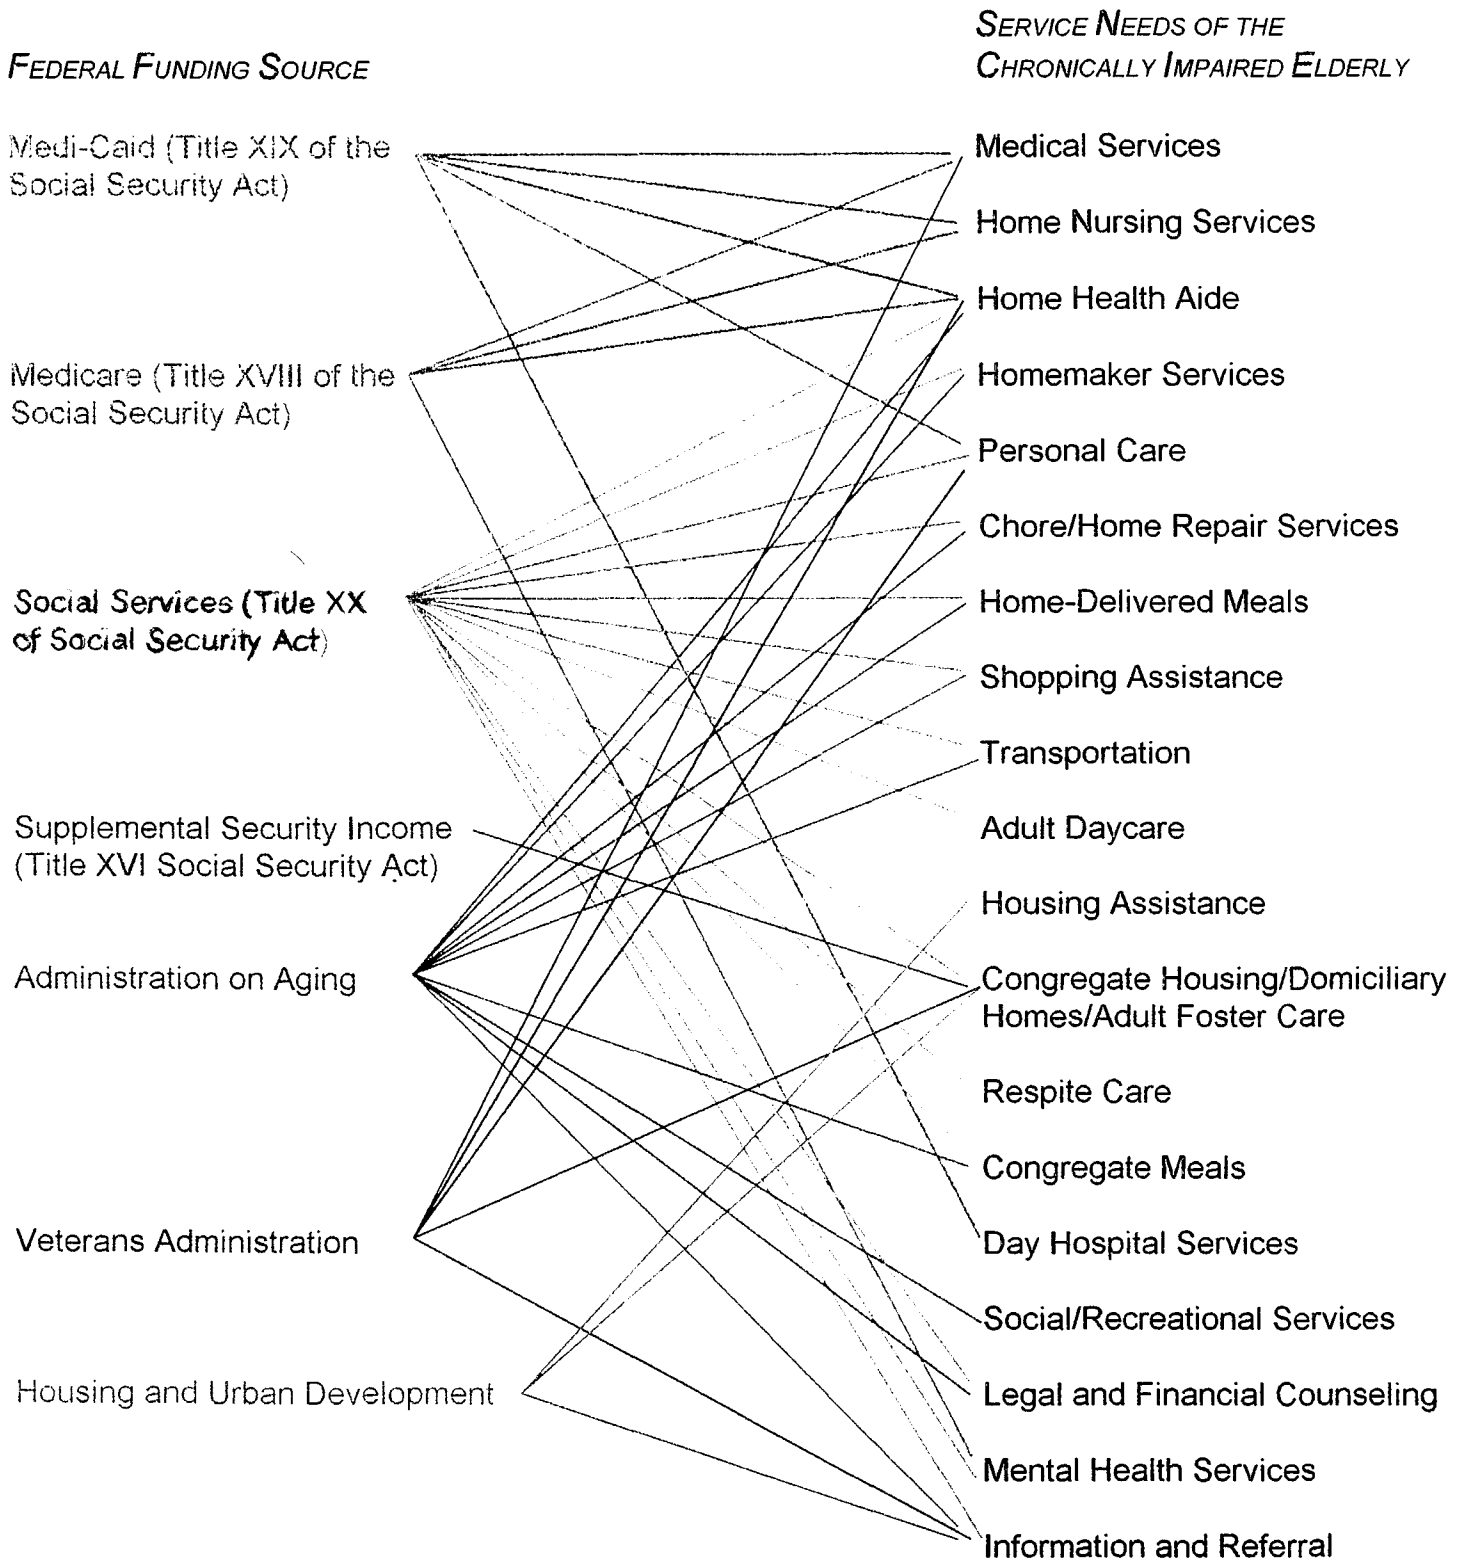 FEDERAL FUNDING SOURCE
Medi-Caid (Title XIX of the
Social Security Act)
Medicare (Title XVIII of the
Social Security Act)
Social Services (Title XX
of Social Security Act)
Supplemental Security Income
(Title XVI Social Security Act)
Administration on Aging
Veterans Administration
Housing and Urban Development
SERVICE NEEDS OF THE
CHRONICALLY IMPAIRED ELDERLY
Medical Services
Home Nursing Services
Home Health Aide
Homemaker Services
Personal Care
Chore/Home Repair Services
Home-Delivered Meals
Shopping Assistance
Transportation
Adult Daycare
Housing Assistance
Congregate Housing/Domiciliary
Homes/Adult Foster Care
Respite Care
Congregate Meals
Day Hospital Services
Social/Recreational Services
Legal and Financial Counseling
Mental Health Services
Information and Referral